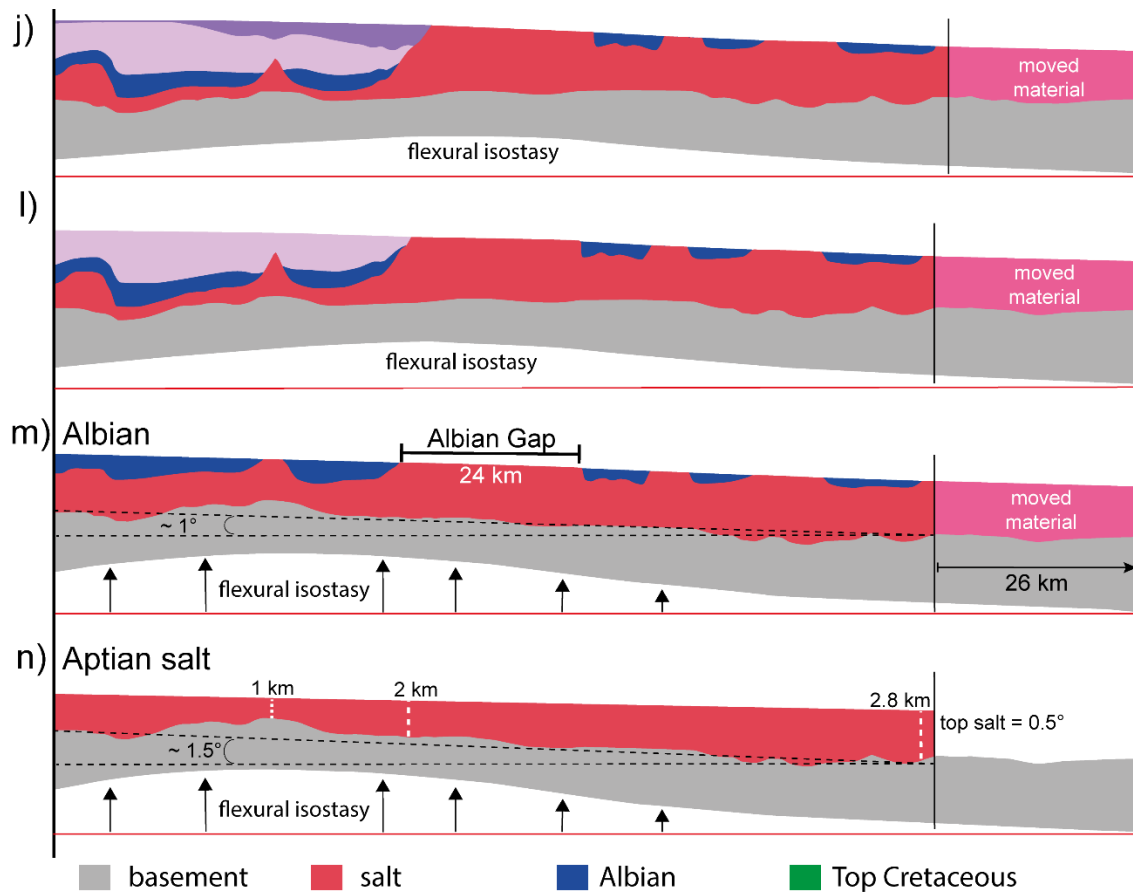 j)
moved
material
flexural isostasy
l)
moved
material
flexural isostasy
m) Albian
Albian Gap
24 km
moved
material
~ 1°
flexural isostasy
26 km
n) Aptian salt
1 km
2 km
2.8 km
top salt = 0.5°
~ 1.5°
flexural isostasy
basement
salt
Albian
Top Cretaceous